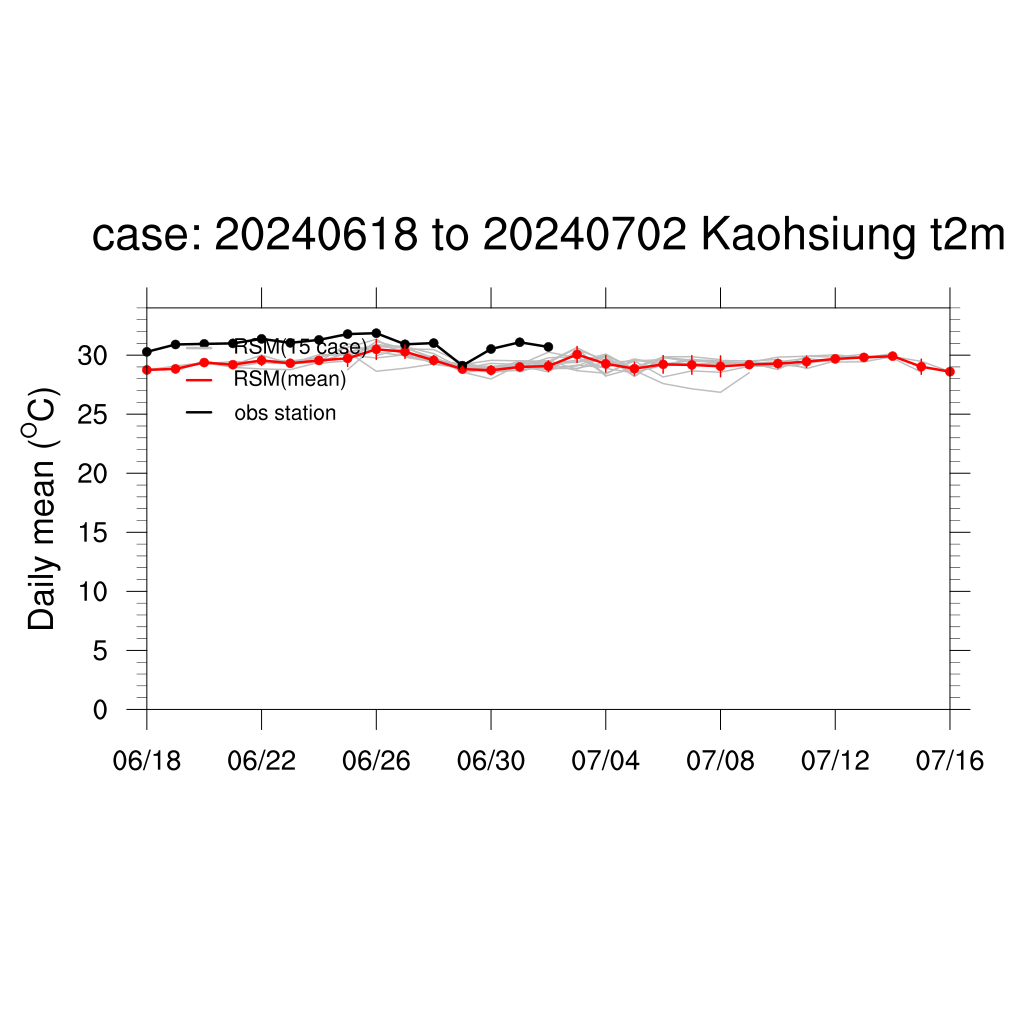 case: 20240618 to 20240702 Kaohsiung t2m
RSM(15 case)
RSM(mean)
obs station
Daily mean (°C)
30
25
20
15
10
5
0
06/18 06/22 06/26 06/30 07/04 07/08 07/12 07/16